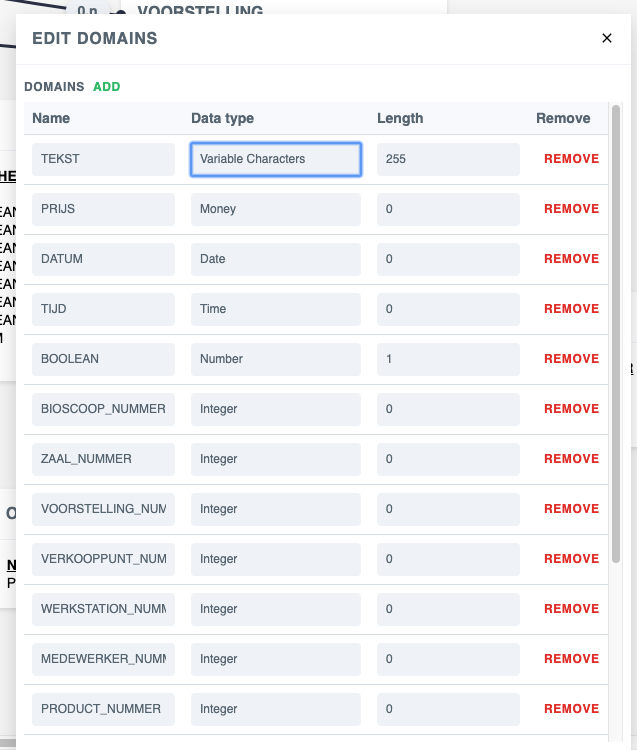 0,n
VOORSTELLING
EDIT DOMAINS ×
DOMAINS ADD
Name Data type Length Remove
TEKST Variable Characters 255 REMOVE
PRIJS Money 0 REMOVE
DATUM Date 0 REMOVE
TIJD Time 0 REMOVE
BOOLEAN Number 1 REMOVE
BIOSCOOP_NUMMER Integer 0 REMOVE
ZAAL_NUMMER Integer 0 REMOVE
VOORSTELLING_NUM Integer 0 REMOVE
VERKOOPPUNT_NUM Integer 0 REMOVE
WERKSTATION_NUMM Integer 0 REMOVE
MEDEWERKER_NUMM Integer 0 REMOVE
PRODUCT_NUMMER Integer 0 REMOVE